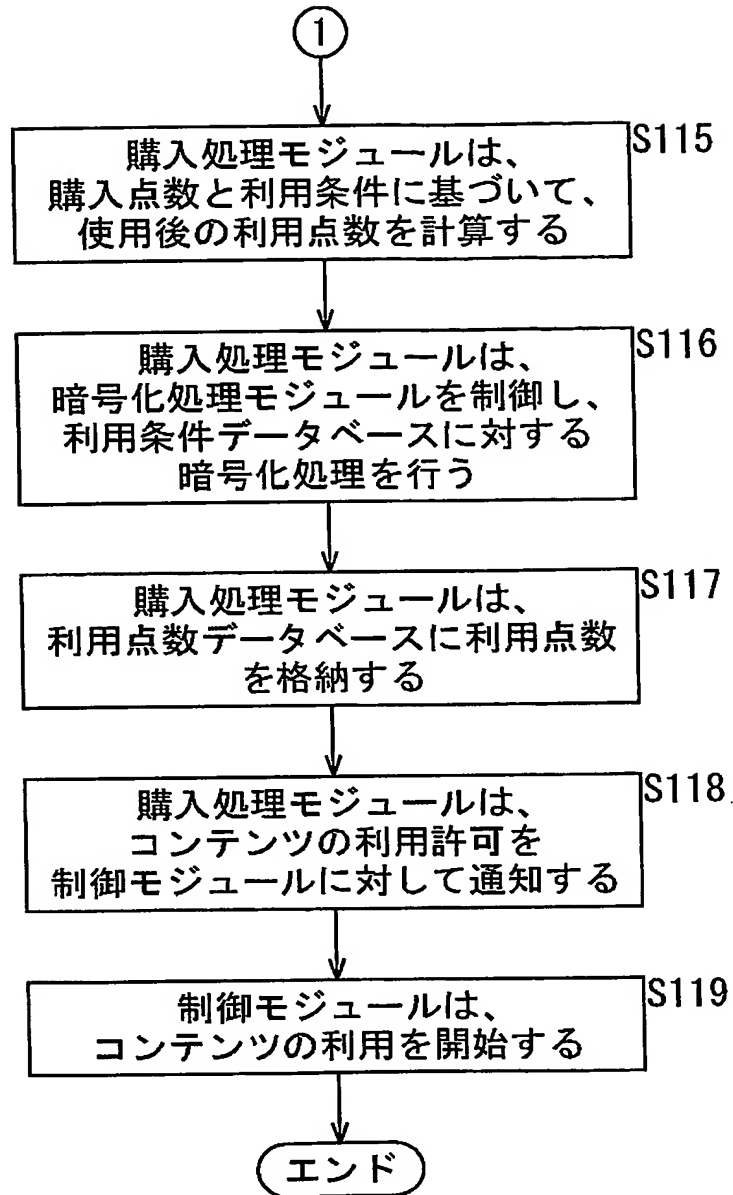 1
S115
購入処理モジュールは、
購入点数と利用条件に基づいて、
使用後の利用点数を計算する
S116
購入処理モジュールは、
暗号化処理モジュールを制御し、
利用条件データベースに対する
暗号化処理を行う
S117
購入処理モジュールは、
利用点数データベースに利用点数
を格納する
S118
購入処理モジュールは、
コンテンツの利用許可を
制御モジュールに対して通知する
S119
制御モジュールは、
コンテンツの利用を開始する
エンド